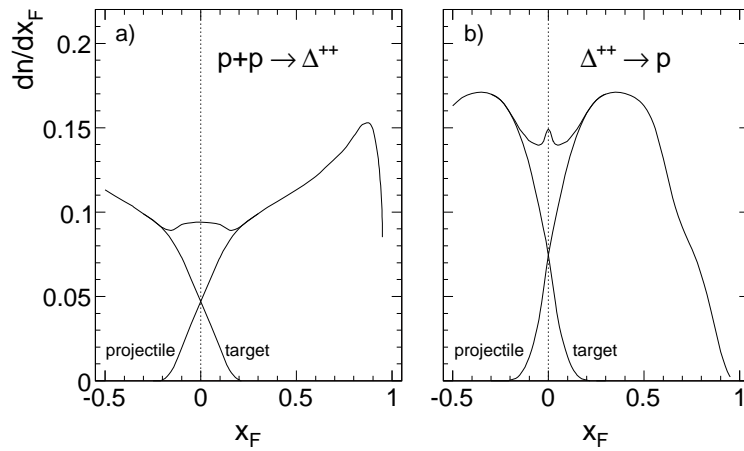 dn/dx_F
0.2
0.15
0.1
0.05
0
a)
p+p → Δ⁺⁺
projectile
target
-0.5
0
0.5
1
x_F
b)
Δ⁺⁺ → p
projectile
target
-0.5
0
0.5
1
x_F